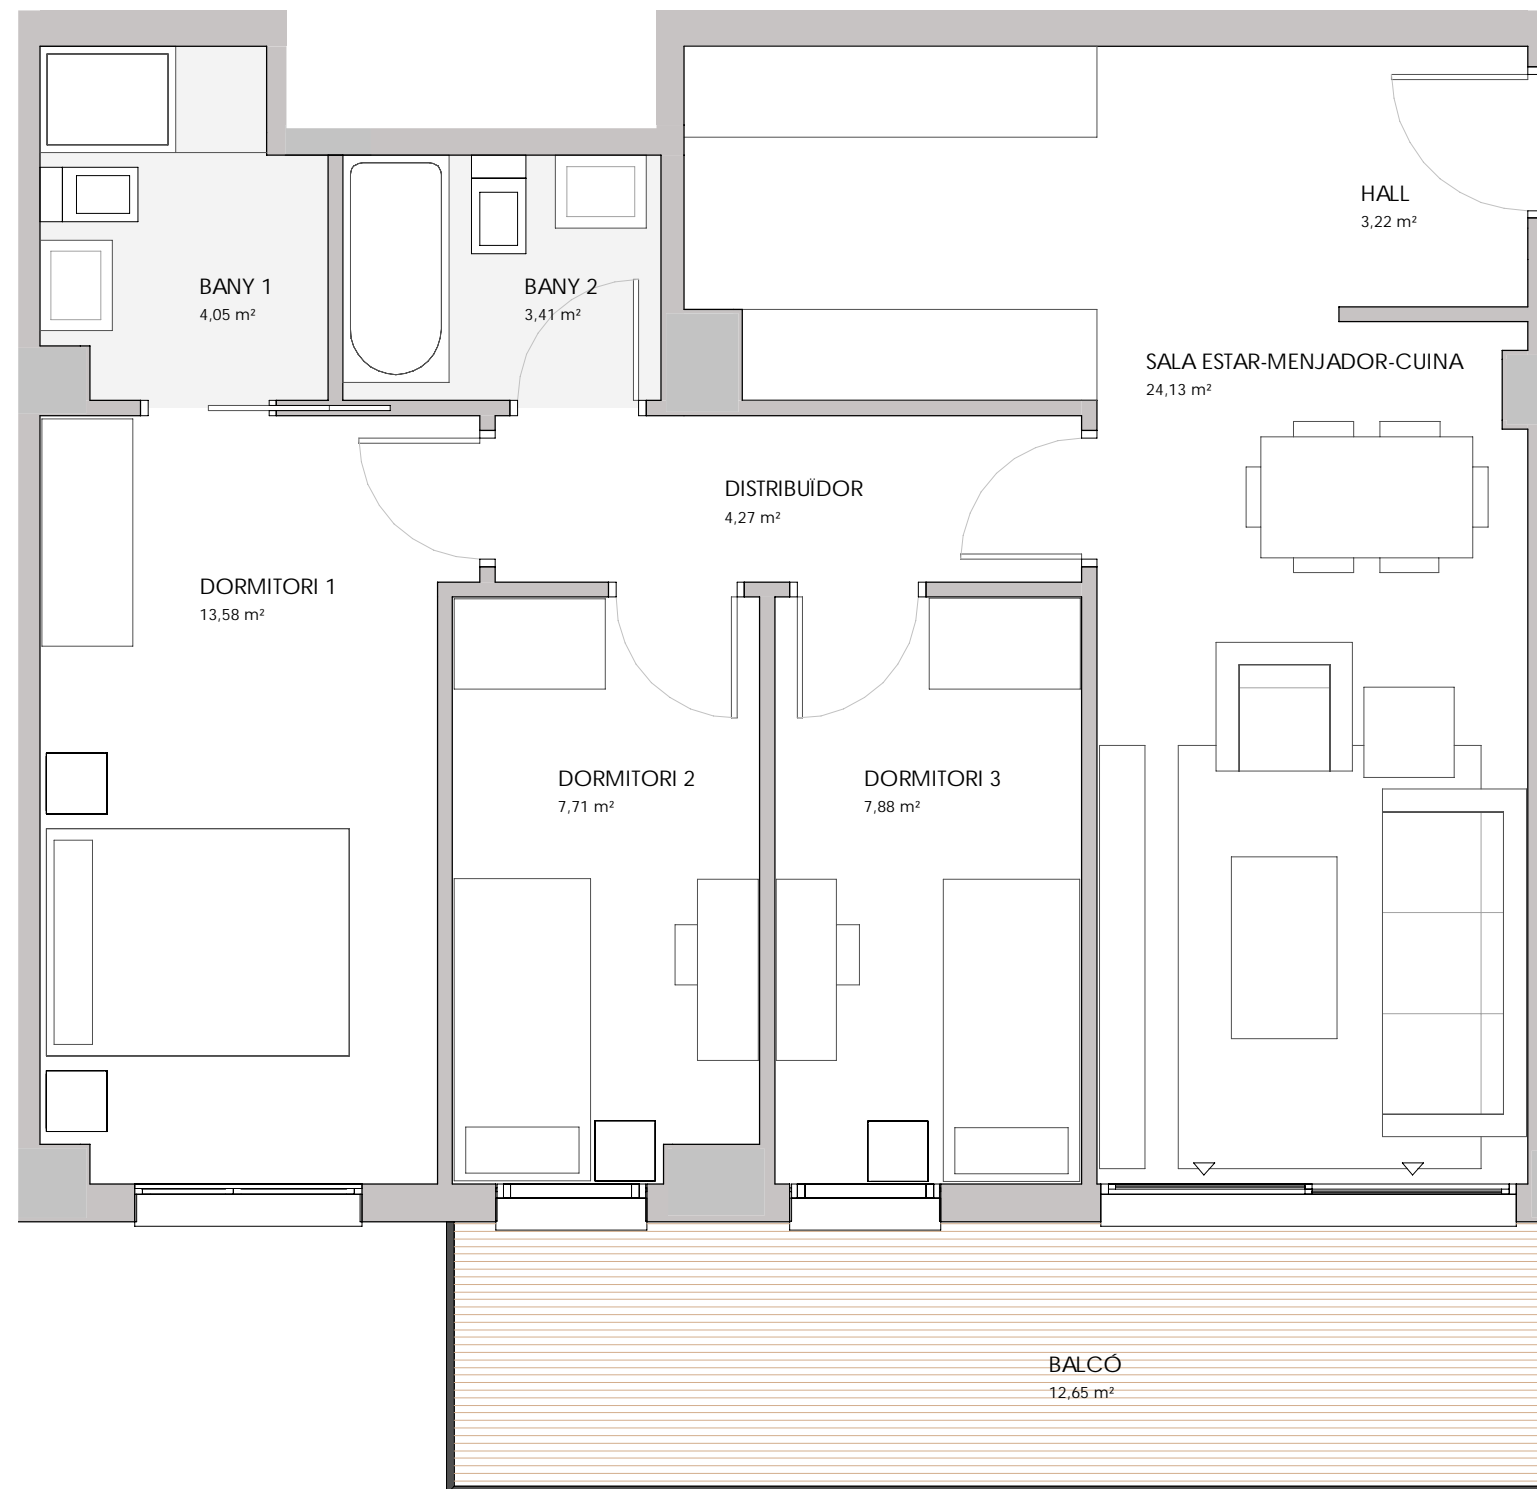 HALL
3,22 m²
BANY 1
4,05 m²
BANY 2
3,41 m²
SALA ESTAR-MENJADOR-CUINA
24,13 m²
DISTRIBUÏDOR
4,27 m²
DORMITORI 1
13,58 m²
DORMITORI 2
7,71 m²
DORMITORI 3
7,88 m²
BALCÓ
12,65 m²